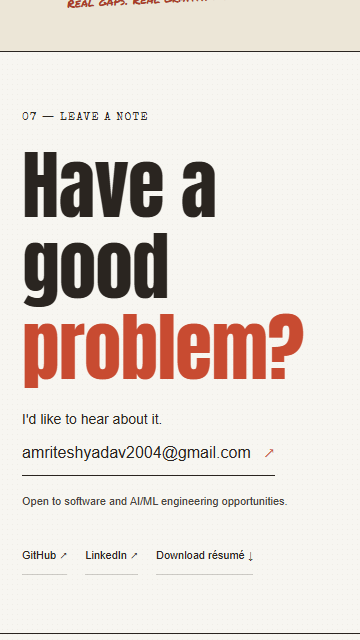 REAL GAPS. REAL
07 — LEAVE A NOTE
Have a
good
problem?
I'd like to hear about it.
amriteshyadav2004@gmail.com ↗
Open to software and AI/ML engineering opportunities.
GitHub ↗ LinkedIn ↗ Download résumé ↓